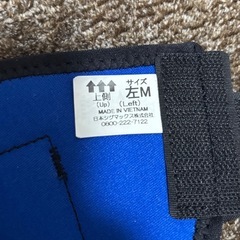 サイズ
上側 左M
(Up) (Left)
MADE IN VIETNAM
日本シグマックス株式会社
0800-222-7122